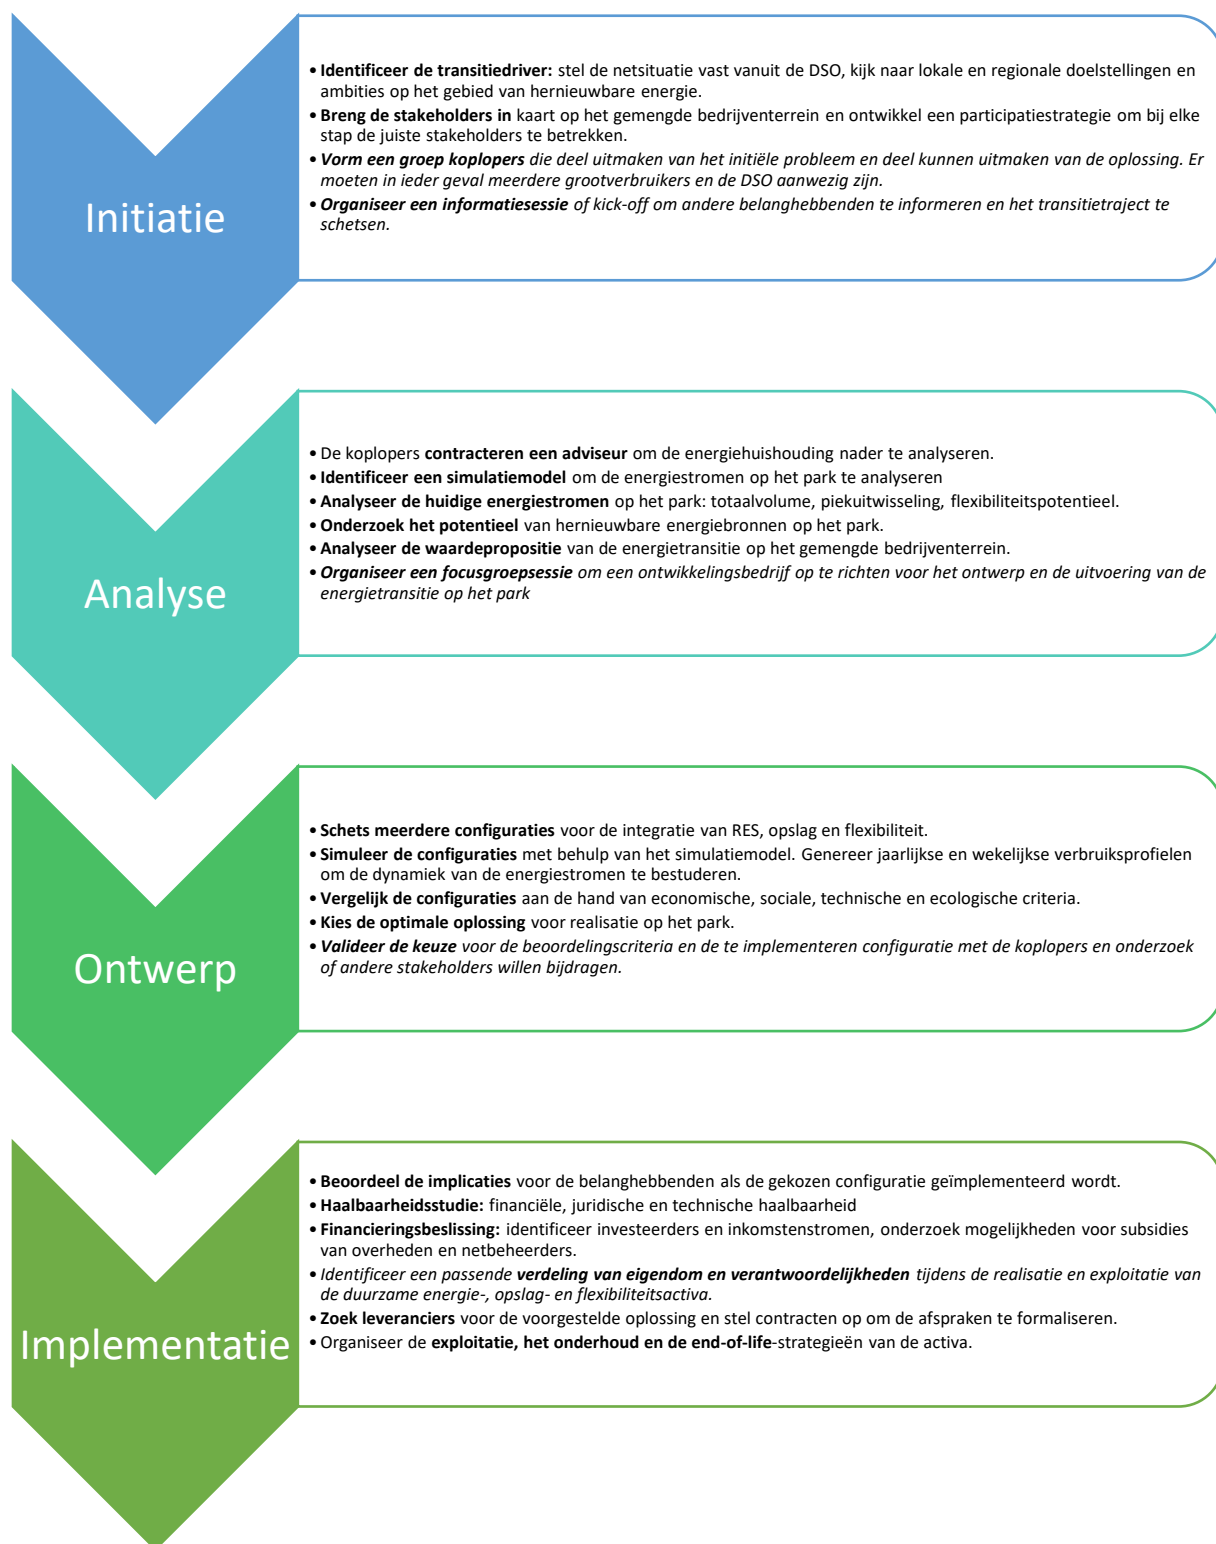 Initiatie
• Identificeer de transitiedriver: stel de netsituatie vast vanuit de DSO, kijk naar lokale en regionale doelstellingen en
ambities op het gebied van hernieuwbare energie.
• Breng de stakeholders in kaart op het gemengde bedrijventerrein en ontwikkel een participatiestrategie om bij elke
stap de juiste stakeholders te betrekken.
• Vorm een groep koplopers die deel uitmaken van het initiële probleem en deel kunnen uitmaken van de oplossing. Er
moeten in ieder geval meerdere grootverbruikers en de DSO aanwezig zijn.
• Organiseer een informatiesessie of kick-off om andere belanghebbenden te informeren en het transitietraject te
schetsen.
Analyse
• De koplopers contracteren een adviseur om de energiehuishouding nader te analyseren.
• Identificeer een simulatiemodel om de energiestromen op het park te analyseren
• Analyseer de huidige energiestromen op het park: totaalvolume, piekuitwisseling, flexibiliteitspotentieel.
• Onderzoek het potentieel van hernieuwbare energiebronnen op het park.
• Analyseer de waardepropositie van de energietransitie op het gemengde bedrijventerrein.
• Organiseer een focusgroepsessie om een ontwikkelingsbedrijf op te richten voor het ontwerp en de uitvoering van de
energietransitie op het park
Ontwerp
• Schets meerdere configuraties voor de integratie van RES, opslag en flexibiliteit.
• Simuleer de configuraties met behulp van het simulatiemodel. Genereer jaarlijkse en wekelijkse verbruiksprofielen
om de dynamiek van de energiestromen te bestuderen.
• Vergelijk de configuraties aan de hand van economische, sociale, technische en ecologische criteria.
• Kies de optimale oplossing voor realisatie op het park.
• Valideer de keuze voor de beoordelingscriteria en de te implementeren configuratie met de koplopers en onderzoek
of andere stakeholders willen bijdragen.
Implementatie
• Beoordeel de implicaties voor de belanghebbenden als de gekozen configuratie geïmplementeerd wordt.
• Haalbaarheidsstudie: financiële, juridische en technische haalbaarheid
• Financieringsbeslissing: identificeer investeerders en inkomstenstromen, onderzoek mogelijkheden voor subsidies
van overheden en netbeheerders.
• Identificeer een passende verdeling van eigendom en verantwoordelijkheden tijdens de realisatie en exploitatie van
de duurzame energie-, opslag- en flexibiliteitsactiva.
• Zoek leveranciers voor de voorgestelde oplossing en stel contracten op om de afspraken te formaliseren.
• Organiseer de exploitatie, het onderhoud en de end-of-life-strategieën van de activa.